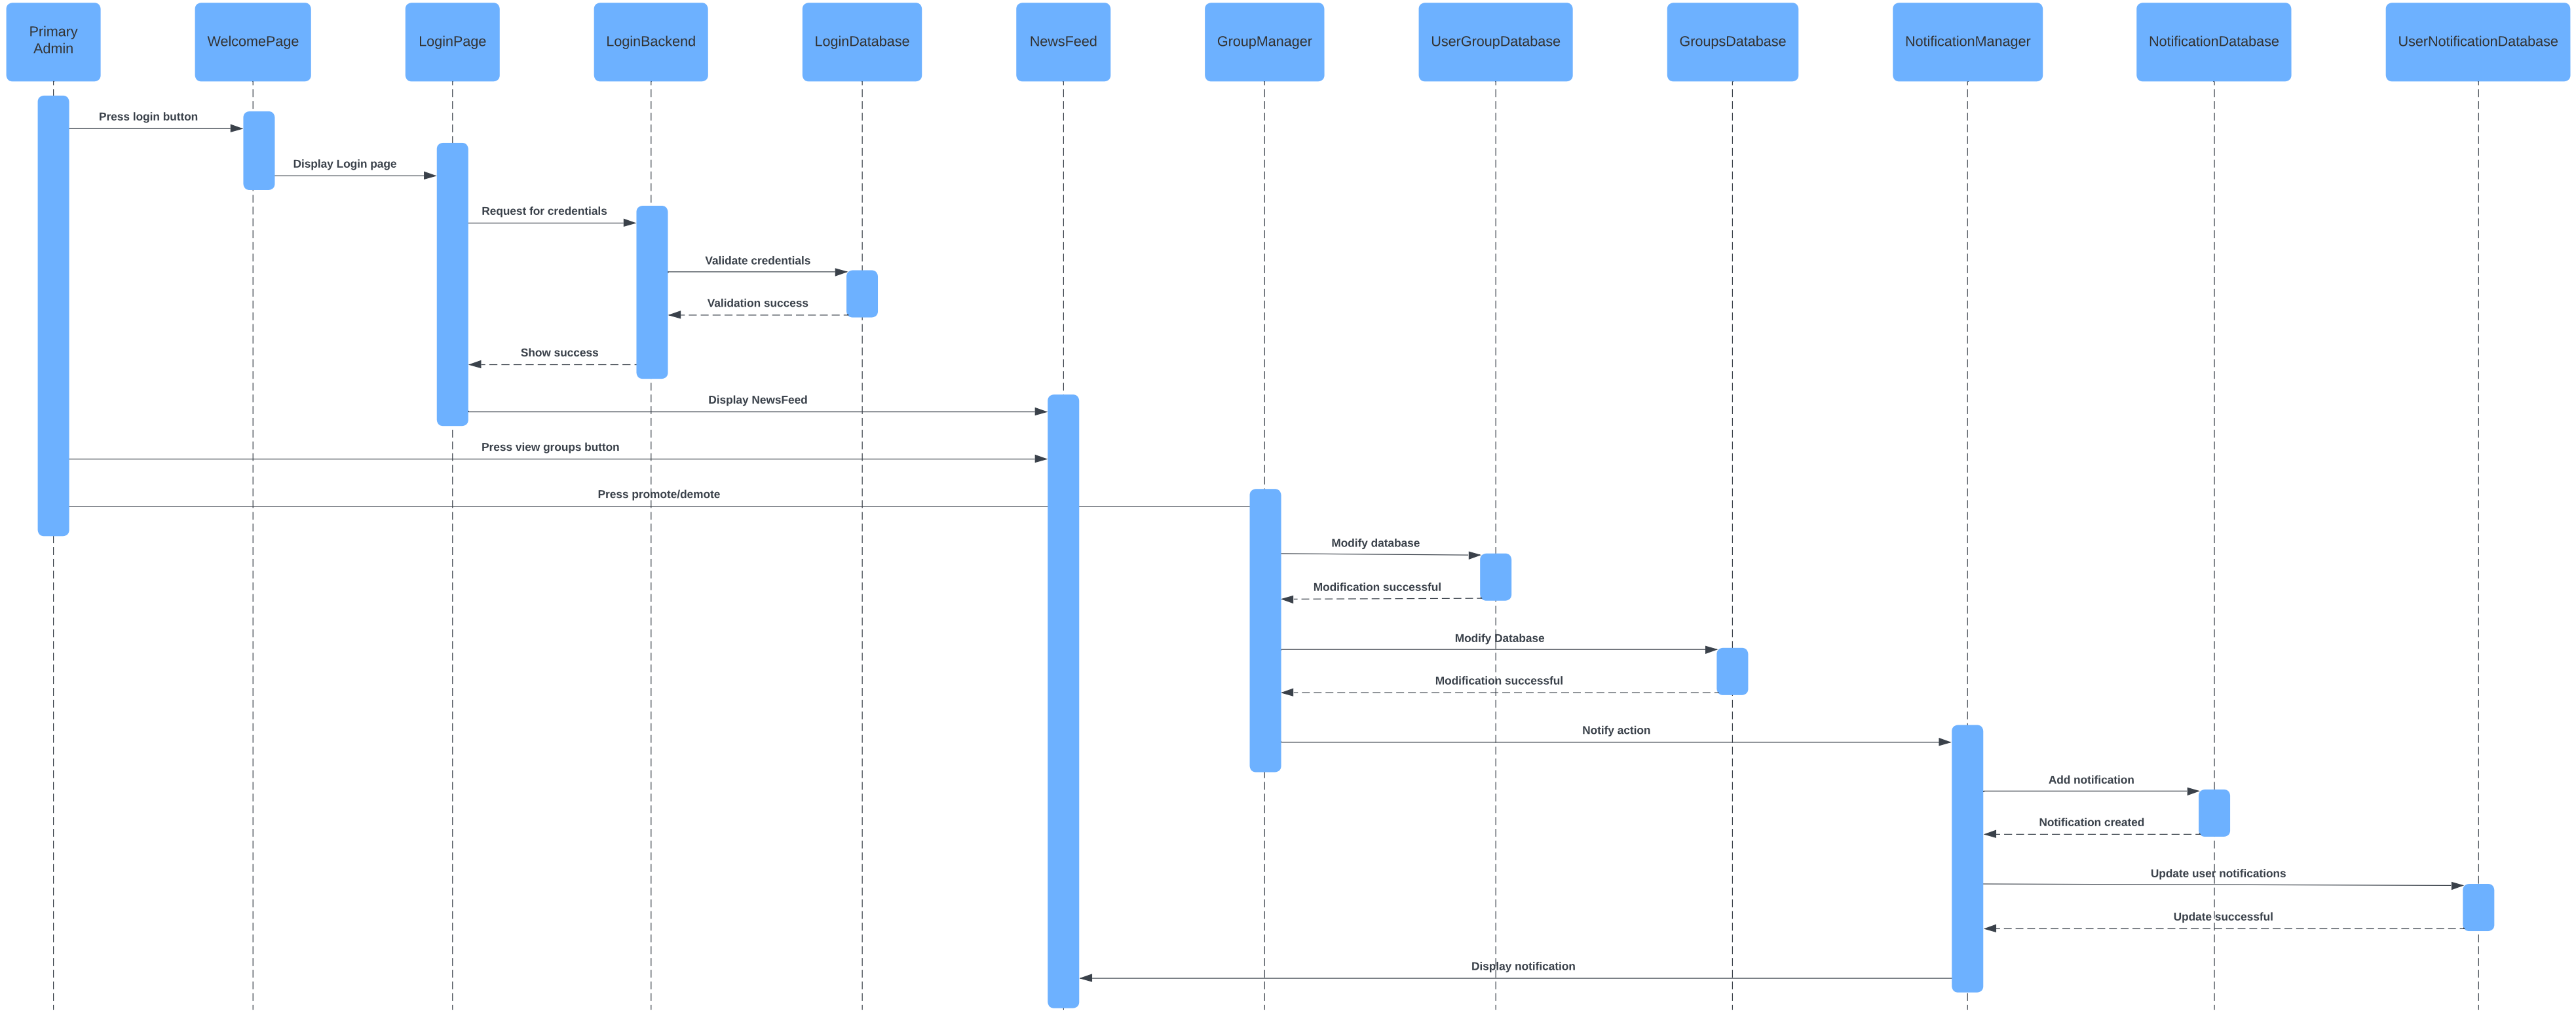 Primary
Admin
WelcomePage
LoginPage
LoginBackend
LoginDatabase
NewsFeed
GroupManager
UserGroupDatabase
GroupsDatabase
NotificationManager
NotificationDatabase
UserNotificationDatabase
Press login button
Display Login page
Request for credentials
Validate credentials
Validation success
Show success
Display NewsFeed
Press view groups button
Press promote/demote
Modify database
Modification successful
Modify Database
Modification successful
Notify action
Add notification
Notification created
Update user notifications
Update successful
Display notification